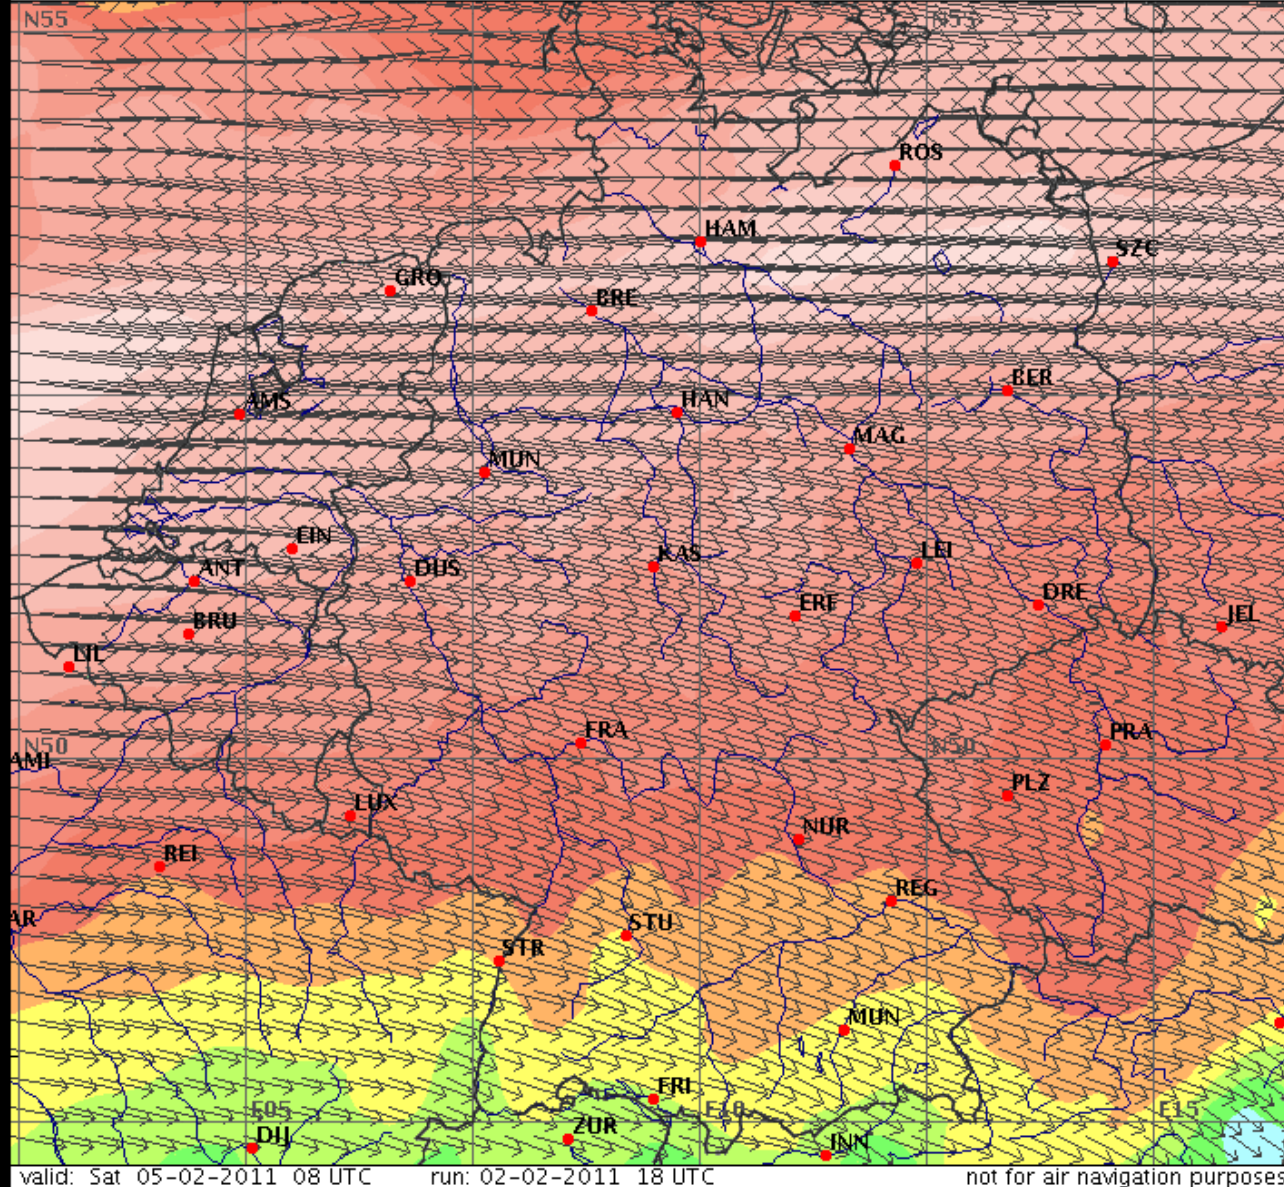 N55 N55
ROS
HAM
SZC
GRO
BRE
BER
AMS
HAN
MAG
MUN
EIN
KAS
LEI
ANT
DUS
DRE
ERF
BRU
JEL
LIL
FRA
PRA
N50 N50
AMI
PLZ
LUX
NUR
REI
REG
AR
STU
STR
MUN
FRI
E05 E10 E15
DIJ
ZUR
INN
valid: Sat 05-02-2011 08 UTC run: 02-02-2011 18 UTC not for air navigation purposes